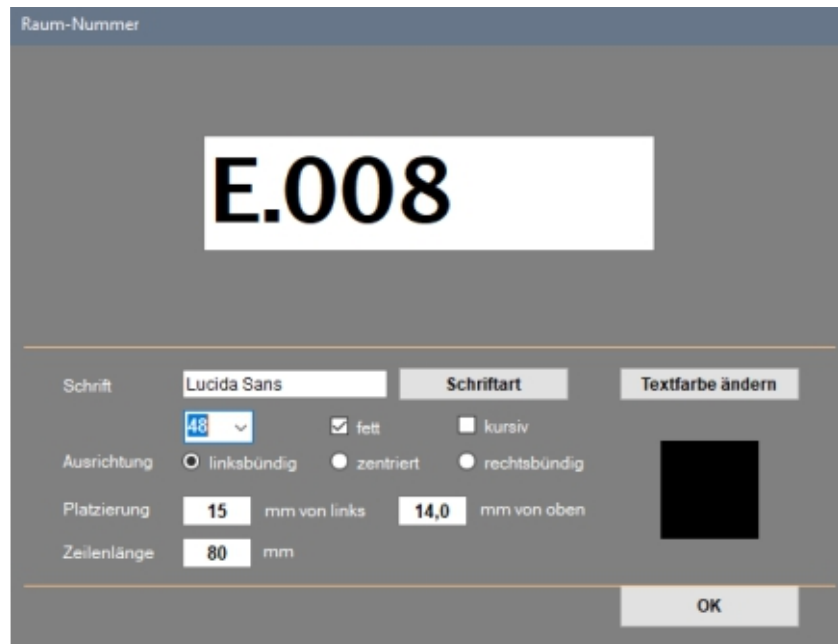 Raum-Nummer
E.008
Schrift Lucida Sans Schriftart Textfarbe ändern
48 fett kursiv
Ausrichtung linksbündig zentriert rechtsbündig
Platzierung 15 mm von links 14,0 mm von oben
Zeilenlänge 80 mm
OK